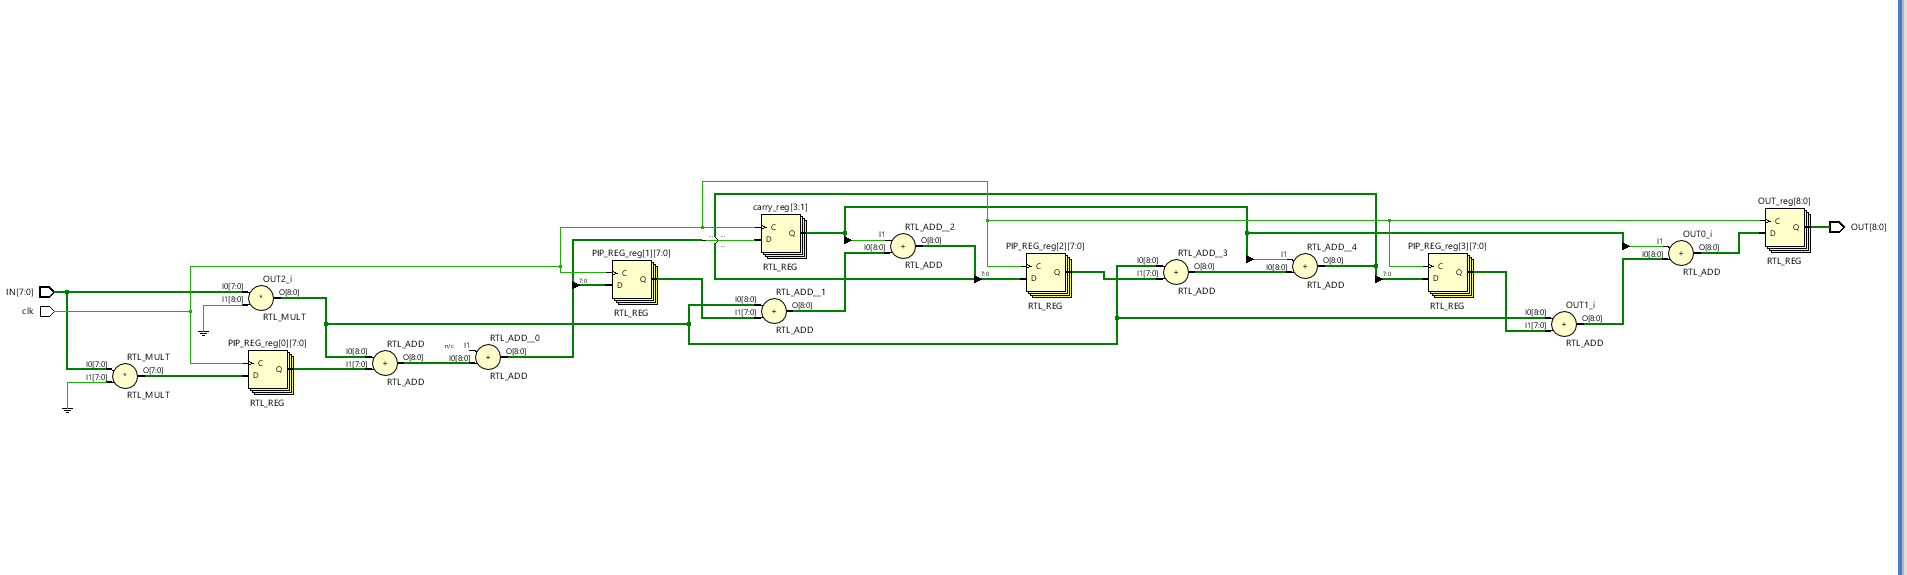 carry_reg[3:1]
C
D
Q
RTL_REG
OUT_reg[8:0]
C
D
Q
RTL_REG
OUT[8:0]
RTL_ADD__2
I1
I0[8:0]
O[8:0]
+
RTL_ADD
OUT0_i
I1
I0[8:0]
O[8:0]
+
RTL_ADD
PIP_REG_reg[1][7:0]
7:0
C
D
Q
RTL_REG
PIP_REG_reg[2][7:0]
7:0
C
D
Q
RTL_REG
RTL_ADD__3
I0[8:0]
I1[7:0]
O[8:0]
+
RTL_ADD
RTL_ADD__4
I1
I0[8:0]
O[8:0]
+
RTL_ADD
PIP_REG_reg[3][7:0]
7:0
C
D
Q
RTL_REG
IN[7:0]
clk
OUT2_i
I0[7:0]
I1[8:0]
O[8:0]
*
RTL_MULT
RTL_ADD__1
I0[8:0]
I1[7:0]
O[8:0]
+
RTL_ADD
OUT1_i
I0[8:0]
I1[7:0]
O[8:0]
+
RTL_ADD
RTL_MULT
I0[7:0]
I1[7:0]
O[7:0]
*
RTL_MULT
PIP_REG_reg[0][7:0]
C
D
Q
RTL_REG
RTL_ADD
I0[8:0]
I1[7:0]
O[8:0]
+
RTL_ADD
RTL_ADD__0
n/c
I1
I0[8:0]
O[8:0]
+
RTL_ADD